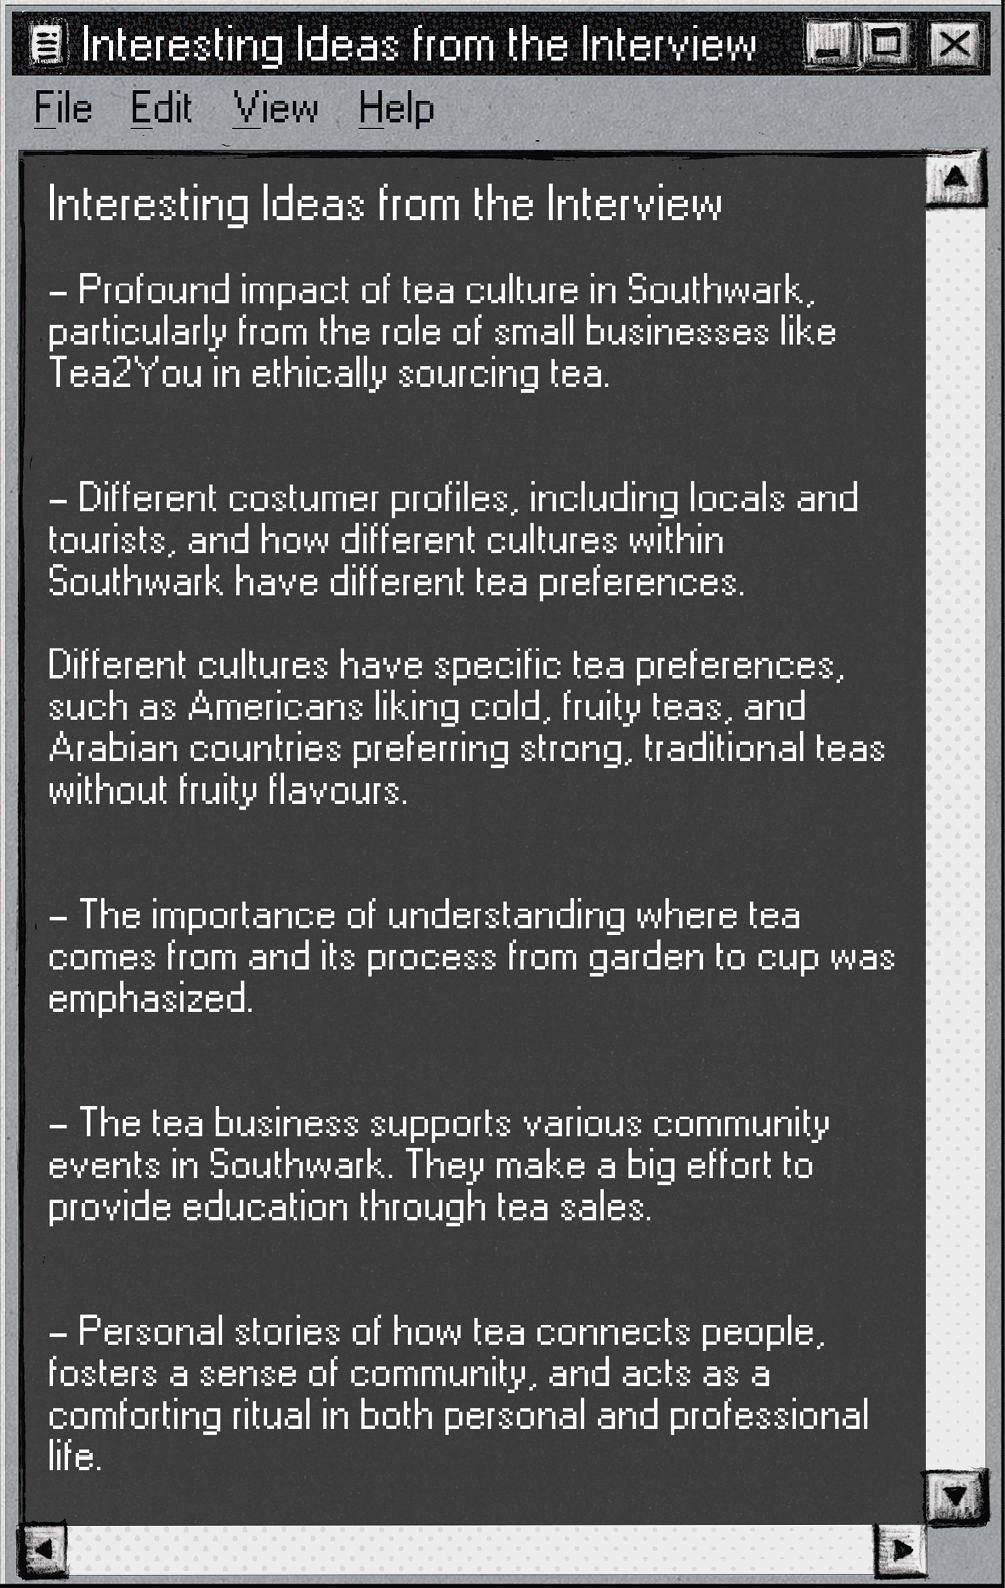 Interesting Ideas from the Interview
File Edit View Help
Interesting Ideas from the Interview
– Profound impact of tea culture in Southwark,
particularly from the role of small businesses like
Tea2You in ethically sourcing tea.
– Different costumer profiles, including locals and
tourists, and how different cultures within
Southwark have different tea preferences.
Different cultures have specific tea preferences,
such as Americans liking cold, fruity teas, and
Arabian countries preferring strong, traditional teas
without fruity flavours.
– The importance of understanding where tea
comes from and its process from garden to cup was
emphasized.
– The tea business supports various community
events in Southwark. They make a big effort to
provide education through tea sales.
– Personal stories of how tea connects people,
fosters a sense of community, and acts as a
comforting ritual in both personal and professional
life.